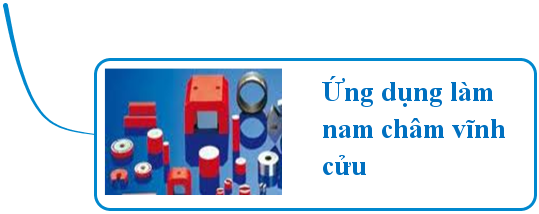 Ứng dụng làm
nam châm vĩnh
cửu